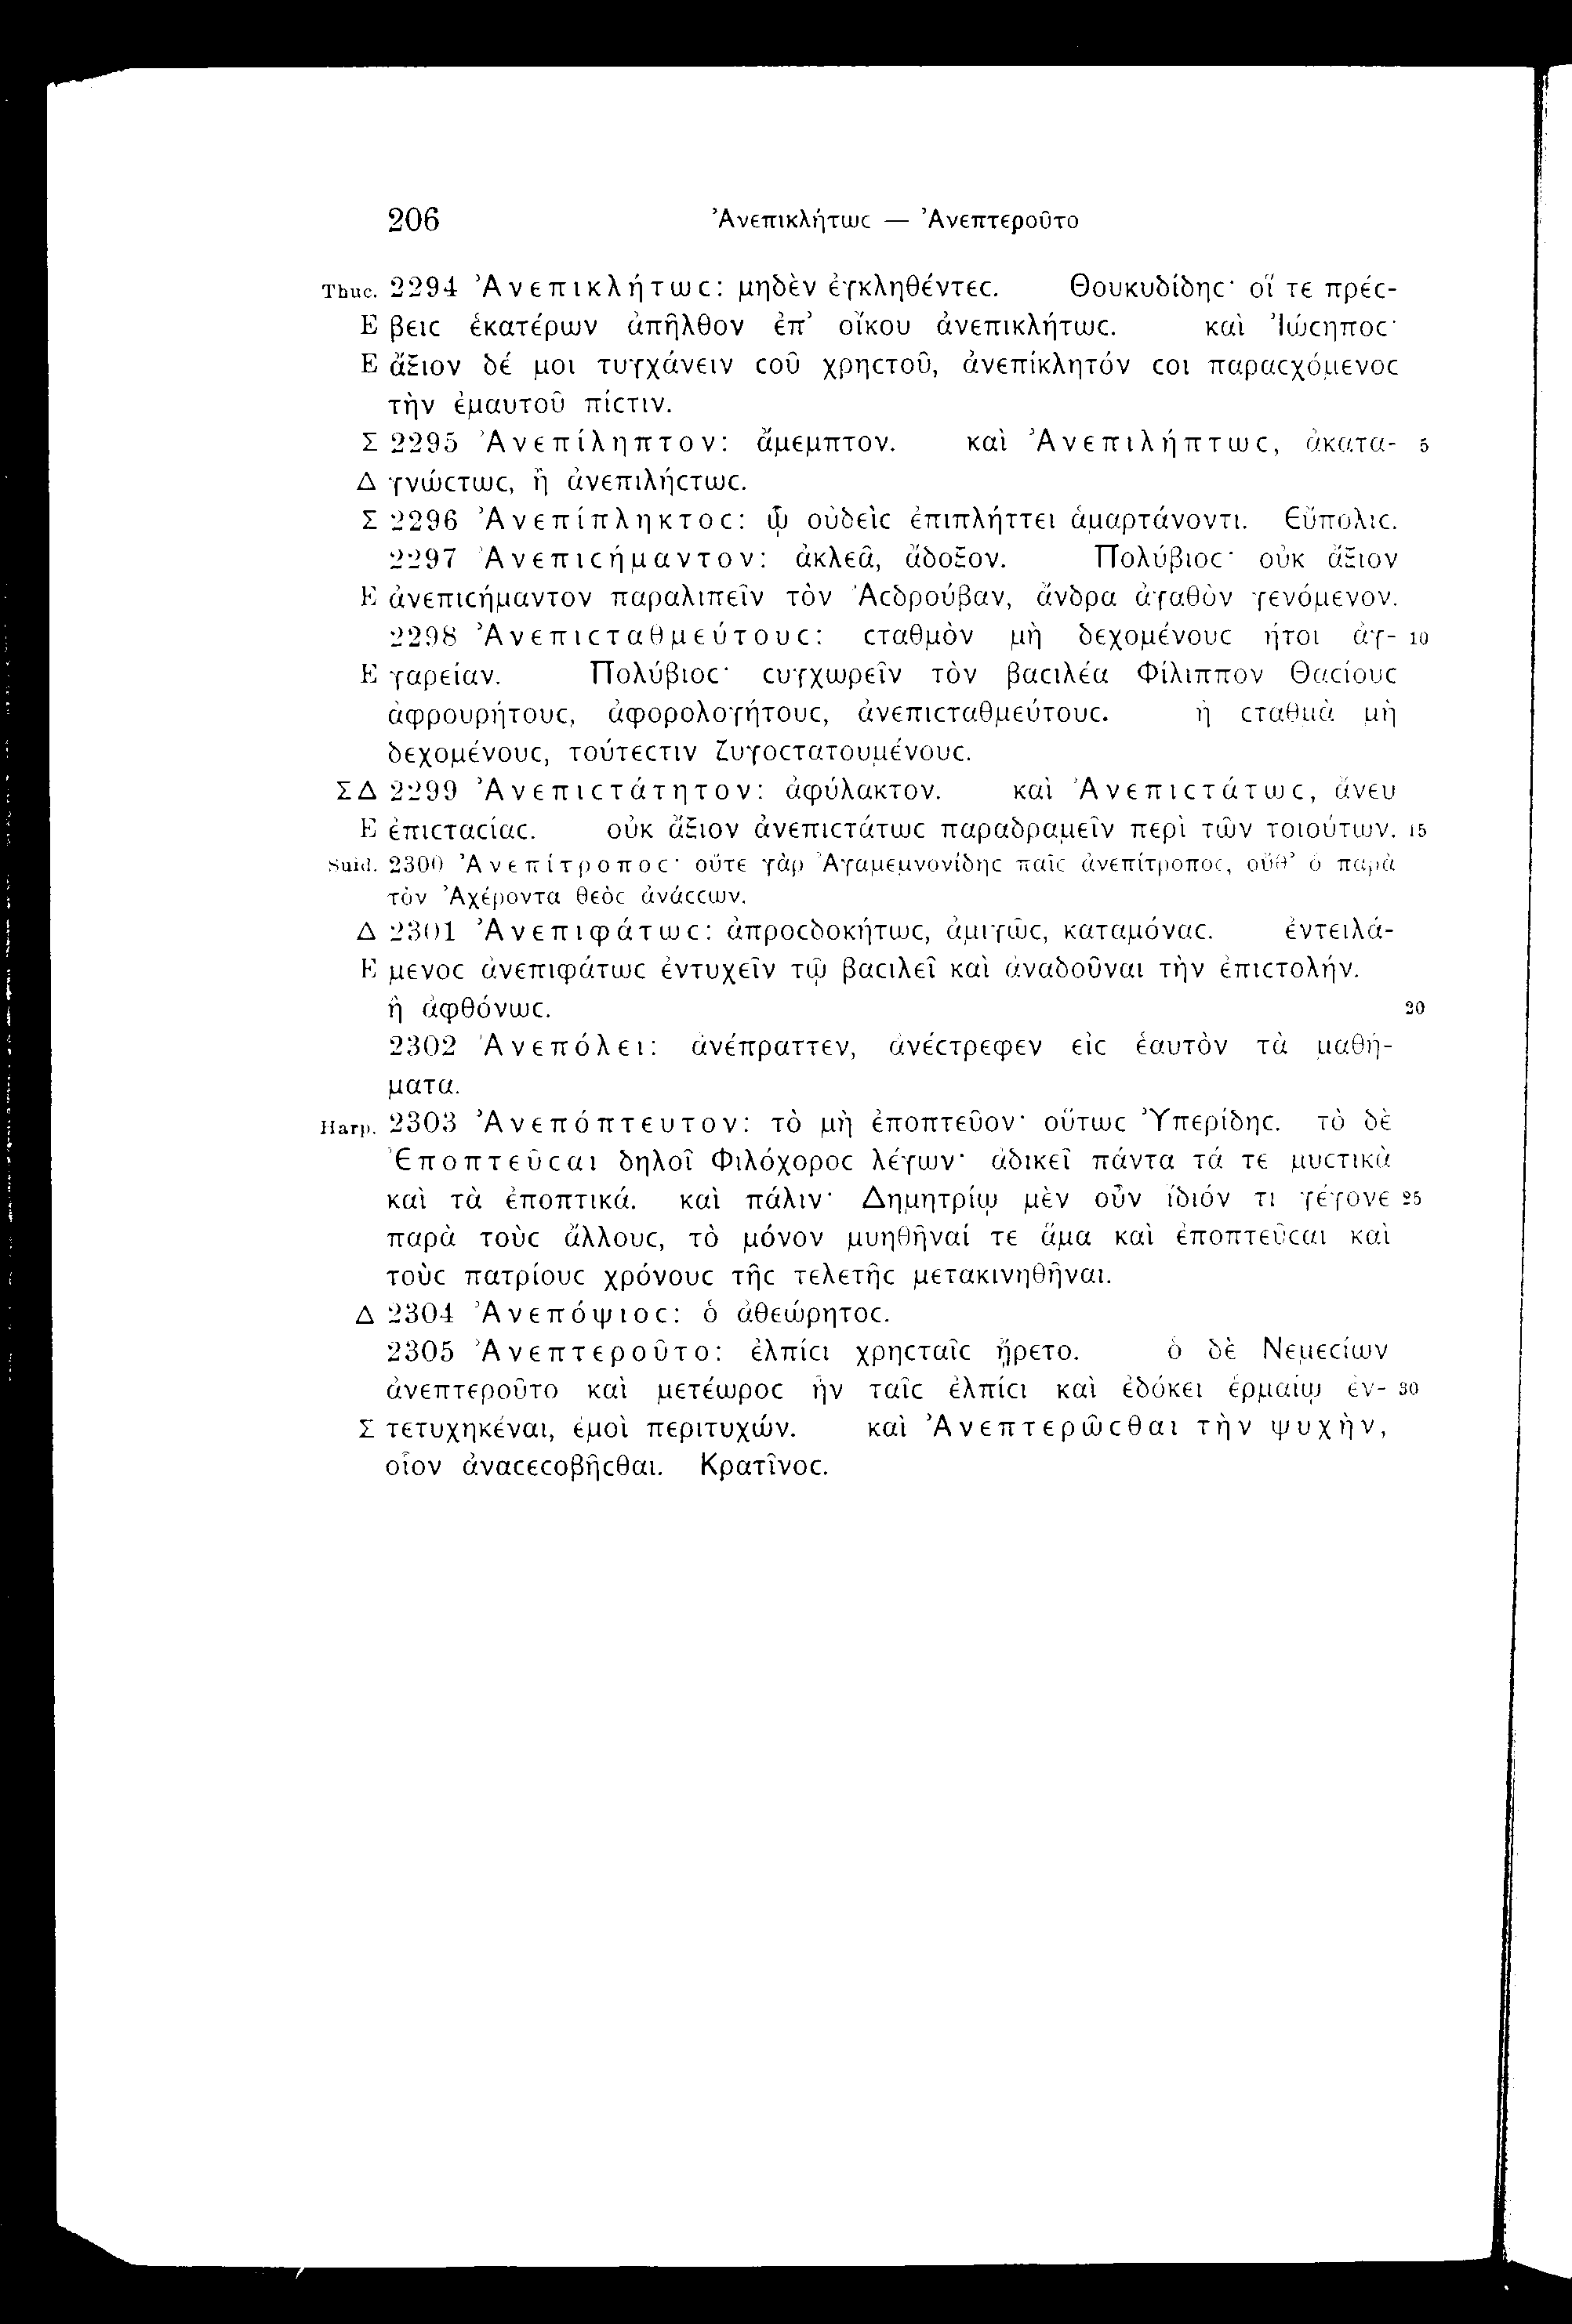 206 Ἀνεπικλήτωϲ — Ἀνεπτεροῦτο
Thuc. 2294 Ἀνεπικλήτωϲ: μηδὲν ἐγκληθέντεϲ. Θουκυδίδηϲ· οἵ τε πρέϲ-
E βειϲ ἑκατέρων ἀπῆλθον ἐπ’ οἴκου ἀνεπικλήτωϲ. καὶ Ἰώϲηποϲ·
E ἄξιον δέ μοι τυγχάνειν ϲοῦ χρηϲτοῦ, ἀνεπίκλητόν ϲοι παραϲχόμενοϲ
τὴν ἐμαυτοῦ πίϲτιν.
Σ 2295 Ἀνεπίληπτον: ἄμεμπτον. καὶ Ἀνεπιλήπτωϲ, ἀκατα- 5
Δ γνώϲτωϲ, ἢ ἀνεπιλήϲτωϲ.
Σ 2296 Ἀνεπίπληκτοϲ: ᾧ οὐδεὶϲ ἐπιπλήττει ἁμαρτάνοντι. Εὔπολιϲ.
2297 Ἀνεπιϲήμαντον: ἀκλεᾶ, ἄδοξον. Πολύβιοϲ· οὐκ ἄξιον
E ἀνεπιϲήμαντον παραλιπεῖν τὸν Ἀϲδρούβαν, ἄνδρα ἀγαθὸν γενόμενον.
2298 Ἀνεπιϲταθμεύτουϲ: ϲταθμὸν μὴ δεχομένουϲ ἤτοι ἀγ- 10
E γαρείαν. Πολύβιοϲ· ϲυγχωρεῖν τὸν βαϲιλέα Φίλιππον Θαϲίουϲ
ἀφρουρήτουϲ, ἀφορολογήτουϲ, ἀνεπιϲταθμεύτουϲ. ἢ ϲταθμὰ μὴ
δεχομένουϲ, τούτεϲτιν ζυγοϲτατουμένουϲ.
ΣΔ 2299 Ἀνεπιϲτάτητον: ἀφύλακτον. καὶ Ἀνεπιϲτάτωϲ, ἄνευ
E ἐπιϲταϲίαϲ. οὐκ ἄξιον ἀνεπιϲτάτωϲ παραδραμεῖν περὶ τῶν τοιούτων. 15
Suid. 2300 Ἀνεπίτροποϲ· οὔτε γὰρ Ἀγαμεμνονίδηϲ παῖϲ ἀνεπίτροποϲ, οὔθ’ ὁ παρὰ
τὸν Ἀχέροντα θεὸϲ ἀνάϲϲων.
Δ 2301 Ἀνεπιφάτωϲ: ἀπροϲδοκήτωϲ, ἀμιγῶϲ, καταμόναϲ. ἐντειλά-
E μενοϲ ἀνεπιφάτωϲ ἐντυχεῖν τῷ βαϲιλεῖ καὶ ἀναδοῦναι τὴν ἐπιϲτολήν.
ἢ ἀφθόνωϲ. 20
2302 Ἀνεπόλει: ἀνέπραττεν, ἀνέϲτρεφεν εἰϲ ἑαυτὸν τὰ μαθή-
ματα.
Harp. 2303 Ἀνεπόπτευτον: τὸ μὴ ἐποπτεῦον· οὕτωϲ Ὑπερίδηϲ. τὸ δὲ
Ἐποπτεῦϲαι δηλοῖ Φιλόχοροϲ λέγων· ἀδικεῖ πάντα τά τε μυϲτικὰ
καὶ τὰ ἐποπτικά. καὶ πάλιν· Δημητρίῳ μὲν οὖν ἴδιόν τι γέγονε 25
παρὰ τοὺϲ ἄλλουϲ, τὸ μόνον μυηθῆναί τε ἅμα καὶ ἐποπτεῦϲαι καὶ
τοὺϲ πατρίουϲ χρόνουϲ τῆϲ τελετῆϲ μετακινηθῆναι.
Δ 2304 Ἀνεπόψιοϲ: ὁ ἀθεώρητοϲ.
2305 Ἀνεπτεροῦτο: ἐλπίϲι χρηϲταῖϲ ᾔρετο. ὁ δὲ Νεμεϲίων
ἀνεπτεροῦτο καὶ μετέωροϲ ἦν ταῖϲ ἐλπίϲι καὶ ἐδόκει ἑρμαίῳ ἐν- 30
Σ τετυχηκέναι, ἐμοὶ περιτυχών. καὶ Ἀνεπτερῶϲθαι τὴν ψυχὴν,
οἷον ἀναϲεϲοβῆϲθαι. Κρατῖνοϲ.